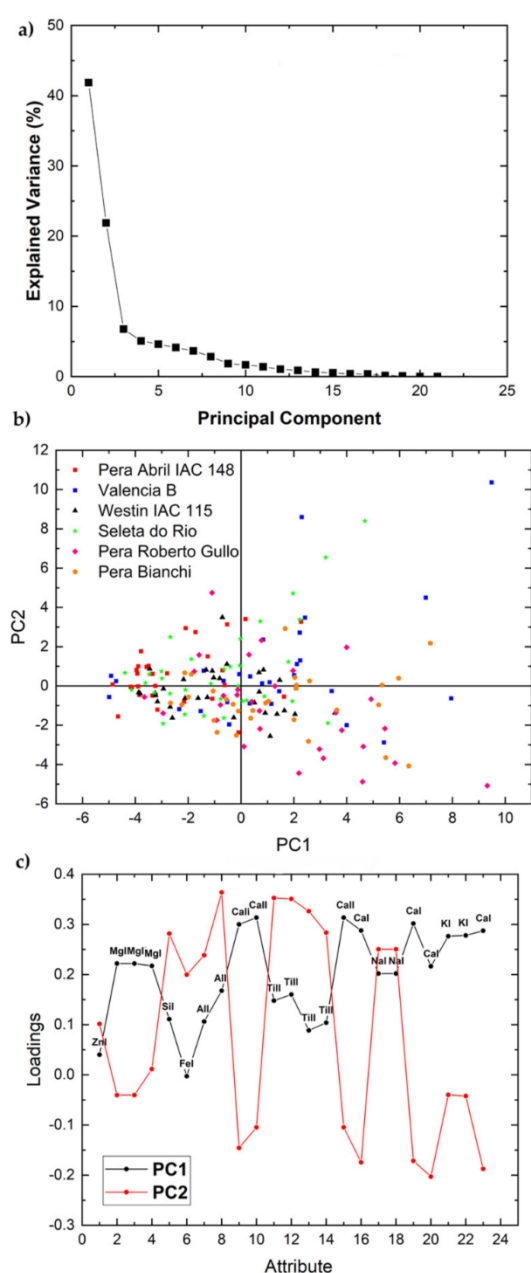 a)
50
40
30
20
10
0
Explained Variance (%)
0 5 10 15 20 25
Principal Component
b)
12
10
8
6
4
2
0
-2
-4
-6
PC2
Pera Abril IAC 148
Valencia B
Westin IAC 115
Seleta do Rio
Pera Roberto Gullo
Pera Bianchi
-6 -4 -2 0 2 4 6 8 10
PC1
c)
0.4
0.3
0.2
0.1
0.0
-0.1
-0.2
-0.3
Loadings
ZnI MgI MgI MgI SiI FeI AlI AlI CaII CaII TiII TiII TiII TiII CaII CaI NaI NaI CaI CaI KI KI CaI
PC1
PC2
0 2 4 6 8 10 12 14 16 18 20 22 24
Attribute